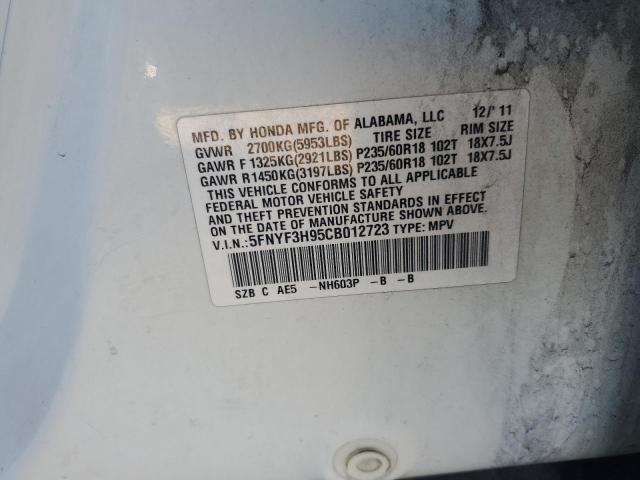 MFD. BY HONDA MFG. OF ALABAMA, LLC 12/'11
GVWR 2700KG(5953LBS) TIRE SIZE RIM SIZE
GAWR F 1325KG(2921LBS) P235/60R18 102T 18X7.5J
GAWR R 1450KG(3197LBS) P235/60R18 102T 18X7.5J
THIS VEHICLE CONFORMS TO ALL APPLICABLE
FEDERAL MOTOR VEHICLE SAFETY, BUMPER,
AND THEFT PREVENTION STANDARDS IN EFFECT
ON THE DATE OF MANUFACTURE SHOWN ABOVE.
V.I.N.:5FNYF3H95CB012723 TYPE: MPV
SZB C AE5 -NH603P -B -B